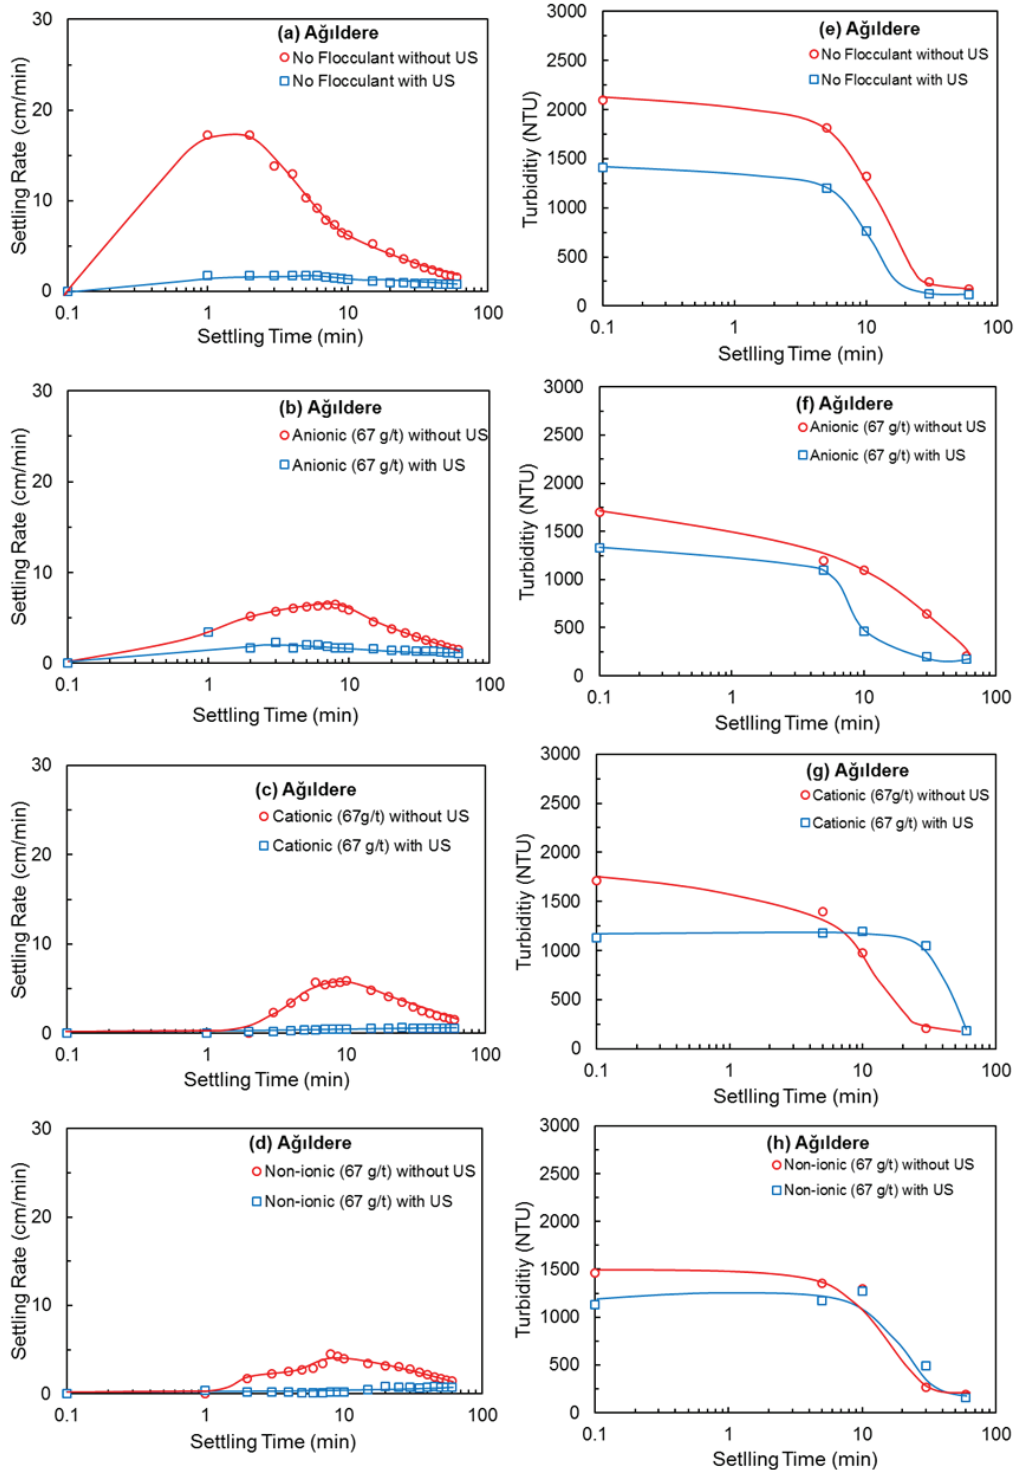 (a) Ağıldere
No Flocculant without US
No Flocculant with US
Settling Rate (cm/min)
30
20
10
0
0.1
1
10
100
Settling Time (min)
(e) Ağıldere
No Flocculant without US
No Flocculant with US
Turbiditiy (NTU)
3000
2500
2000
1500
1000
500
0
0.1
1
10
100
Setlling Time (min)
(b) Ağıldere
Anionic (67 g/t) without US
Anionic (67 g/t) with US
Settling Rate (cm/min)
30
20
10
0
0.1
1
10
100
Settling Time (min)
(f) Ağıldere
Anionic (67 g/t) without US
Anionic (67 g/t) with US
Turbiditiy (NTU)
3000
2500
2000
1500
1000
500
0
0.1
1
10
100
Setlling Time (min)
(c) Ağıldere
Cationic (67g/t) without US
Cationic (67 g/t) with US
Settling Rate (cm/min)
30
20
10
0
0.1
1
10
100
Settling Time (min)
(g) Ağıldere
Cationic (67g/t) without US
Cationic (67 g/t) with US
Turbiditiy (NTU)
3000
2500
2000
1500
1000
500
0
0.1
1
10
100
Setlling Time (min)
(d) Ağıldere
Non-ionic (67 g/t) without US
Non-ionic (67 g/t) with US
Settling Rate (cm/min)
30
20
10
0
0.1
1
10
100
Settling Time (min)
(h) Ağıldere
Non-ionic (67 g/t) without US
Non-ionic (67 g/t) with US
Turbiditiy (NTU)
3000
2500
2000
1500
1000
500
0
0.1
1
10
100
Setlling Time (min)